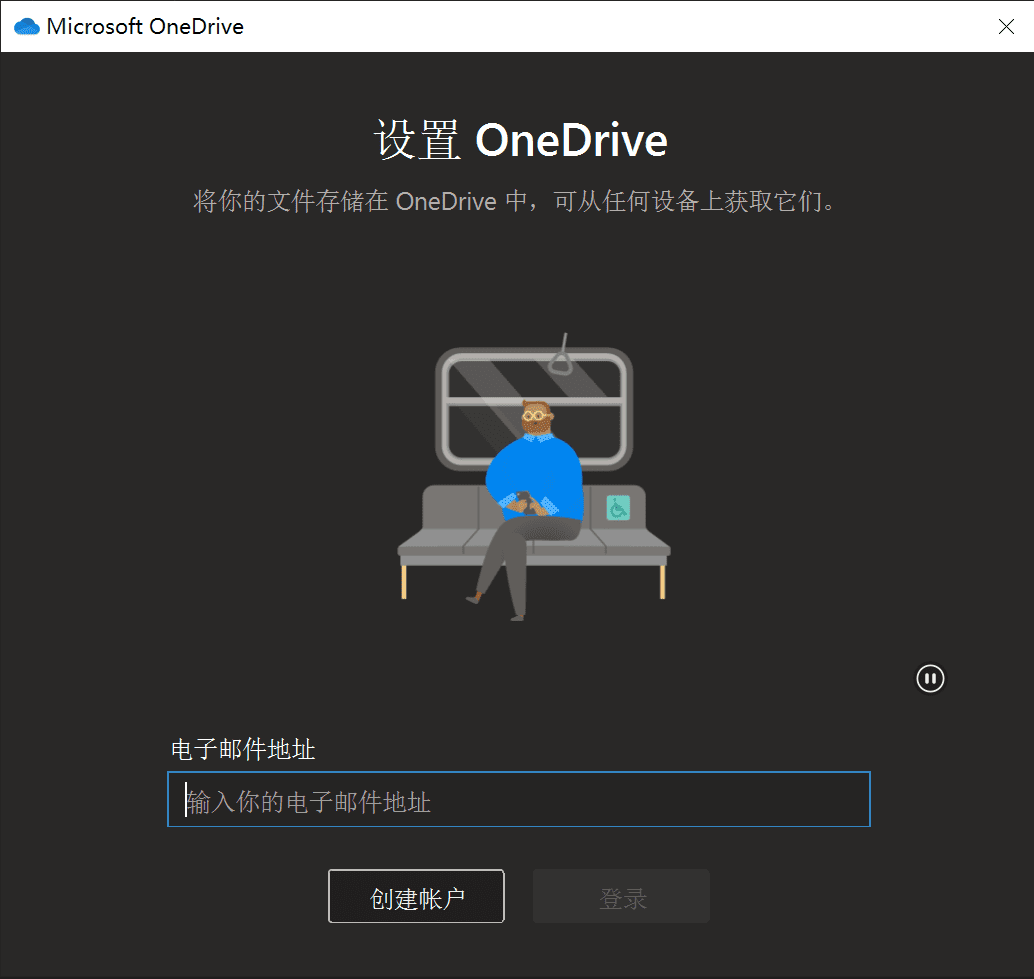 Microsoft OneDrive
设置 OneDrive
将你的文件存储在 OneDrive 中，可从任何设备上获取它们。
电子邮件地址
输入你的电子邮件地址
创建帐户
登录